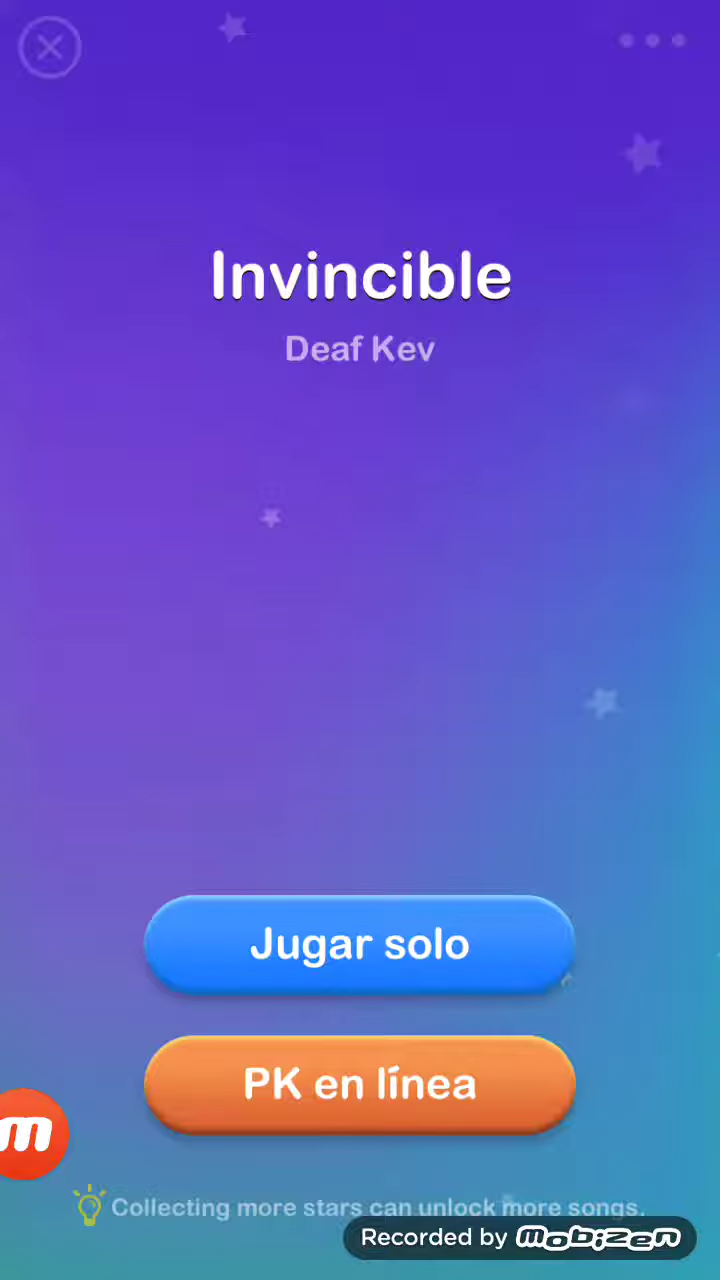 Invincible
Deaf Kev
Jugar solo
PK en línea
m
Collecting more stars can unlock more songs.
Recorded by mobizen